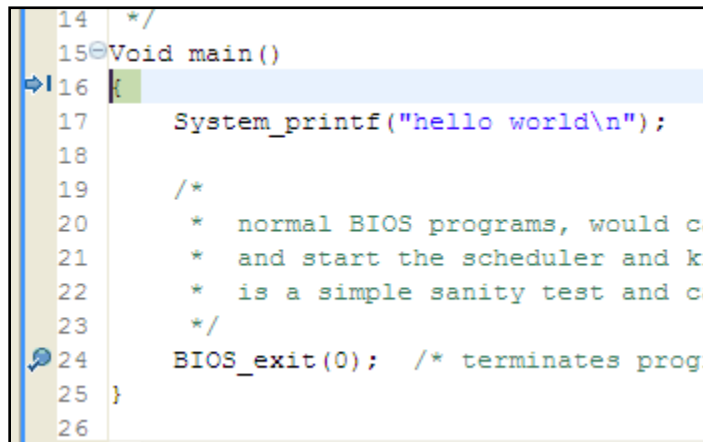 14 */
15 Void main()
16 {
17 System_printf("hello world\n");
18
19 /*
20 * normal BIOS programs, would
21 * and start the scheduler and
22 * is a simple sanity test and
23 */
24 BIOS_exit(0); /* terminates
25 }
26